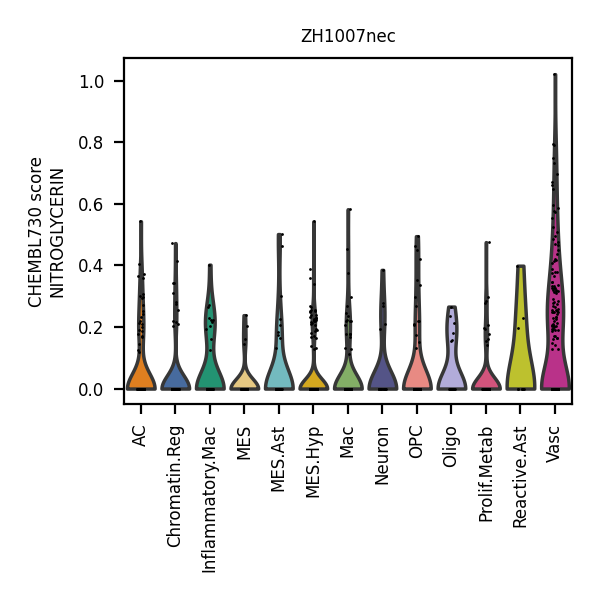 ZH1007nec
CHEMBL730 score
NITROGLYCERIN
1.0
0.8
0.6
0.4
0.2
0.0
AC
Chromatin.Reg
Inflammatory.Mac
MES
MES.Ast
MES.Hyp
Mac
Neuron
OPC
Oligo
Prolif.Metab
Reactive.Ast
Vasc